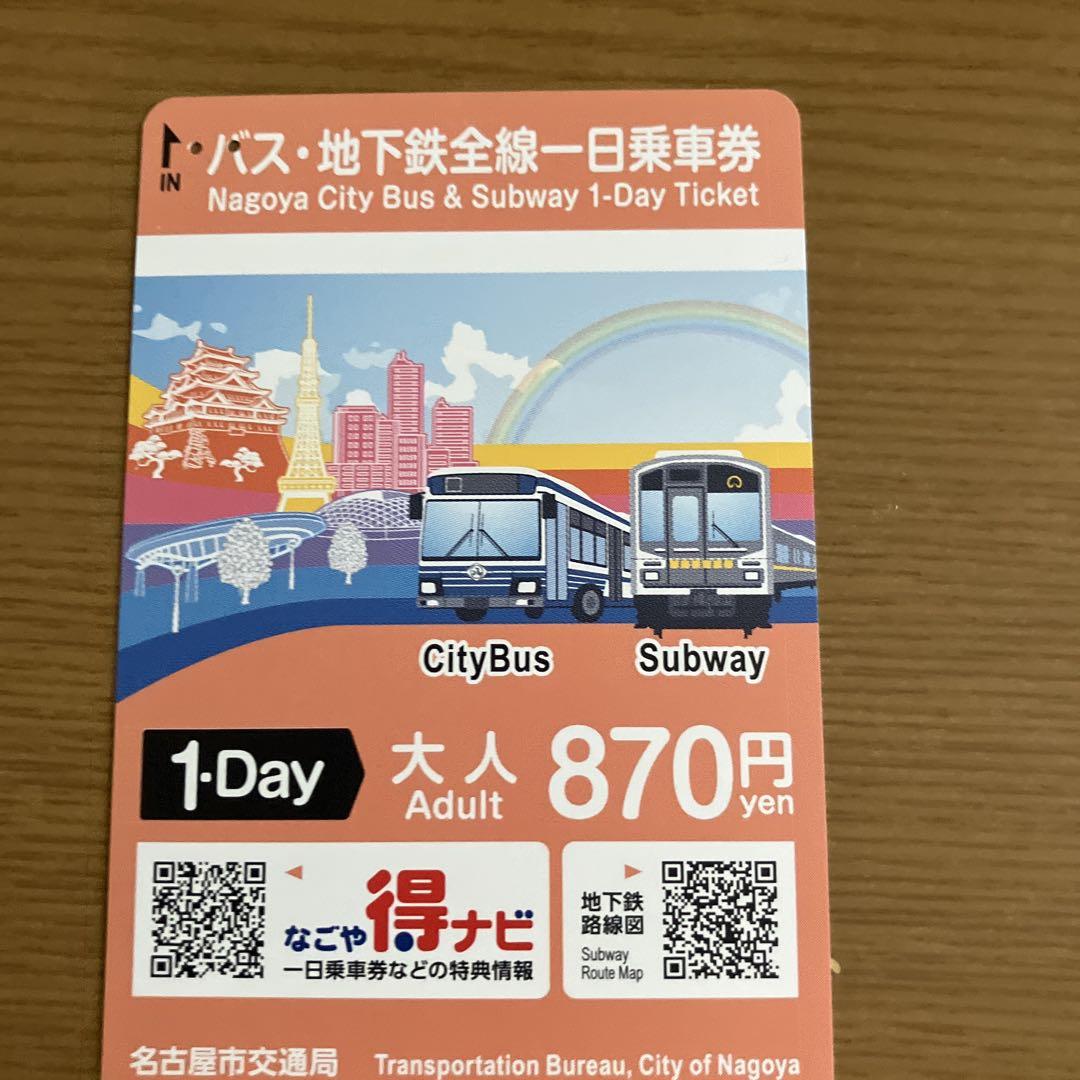 バス・地下鉄全線一日乗車券
IN
Nagoya City Bus & Subway 1-Day Ticket
CityBus
Subway
1・Day
大人
Adult
870円
yen
なごや得ナビ
一日乗車券などの特典情報
地下鉄
路線図
Subway
Route Map
名古屋市交通局
Transportation Bureau, City of Nagoya